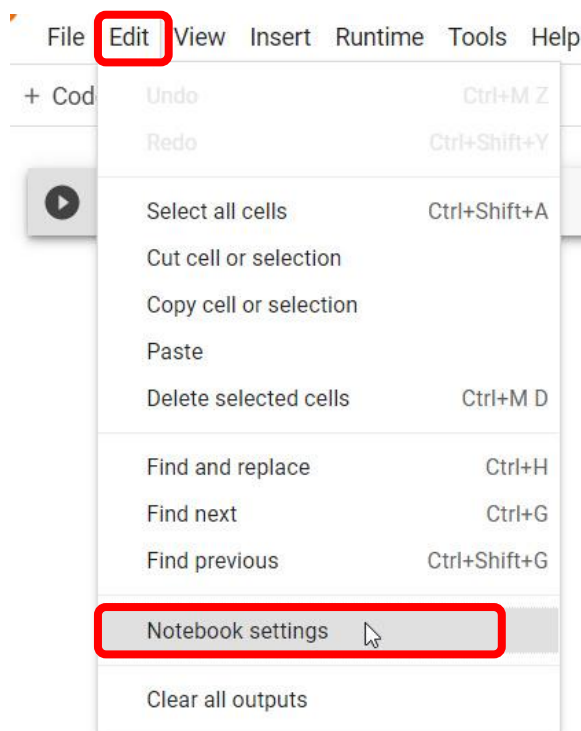 File Edit View Insert Runtime Tools Help
+ Cod
Undo Ctrl+M Z
Redo Ctrl+Shift+Y
Select all cells Ctrl+Shift+A
Cut cell or selection
Copy cell or selection
Paste
Delete selected cells Ctrl+M D
Find and replace Ctrl+H
Find next Ctrl+G
Find previous Ctrl+Shift+G
Notebook settings
Clear all outputs